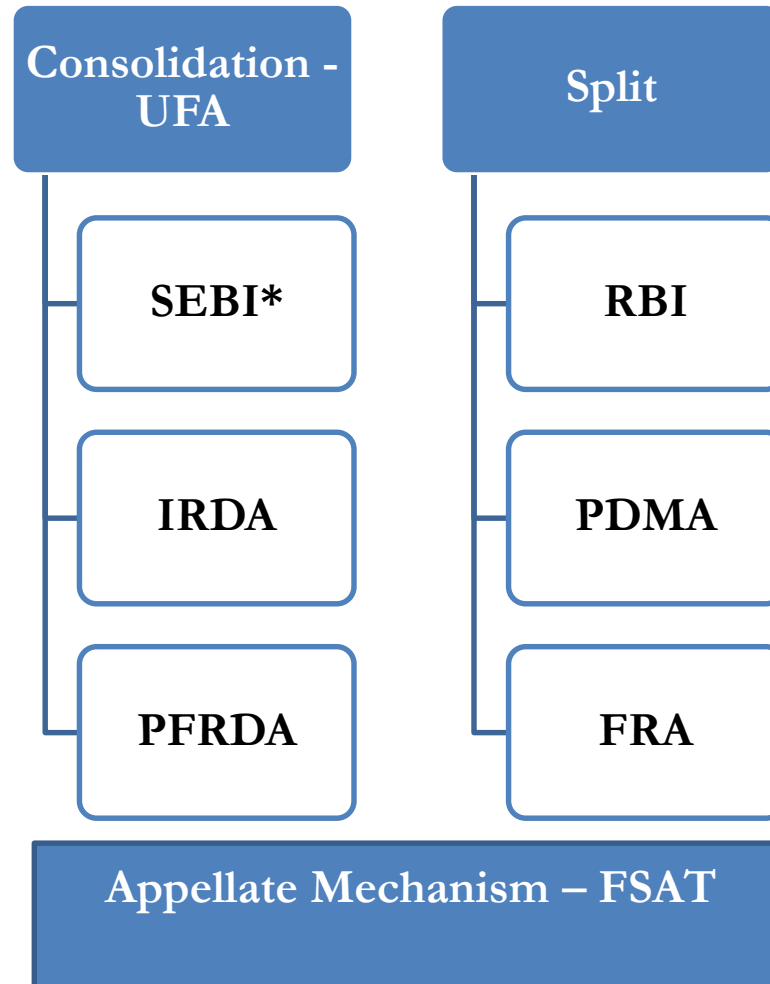 Consolidation -
UFA
SEBI*
IRDA
PFRDA
Split
RBI
PDMA
FRA
Appellate Mechanism – FSAT